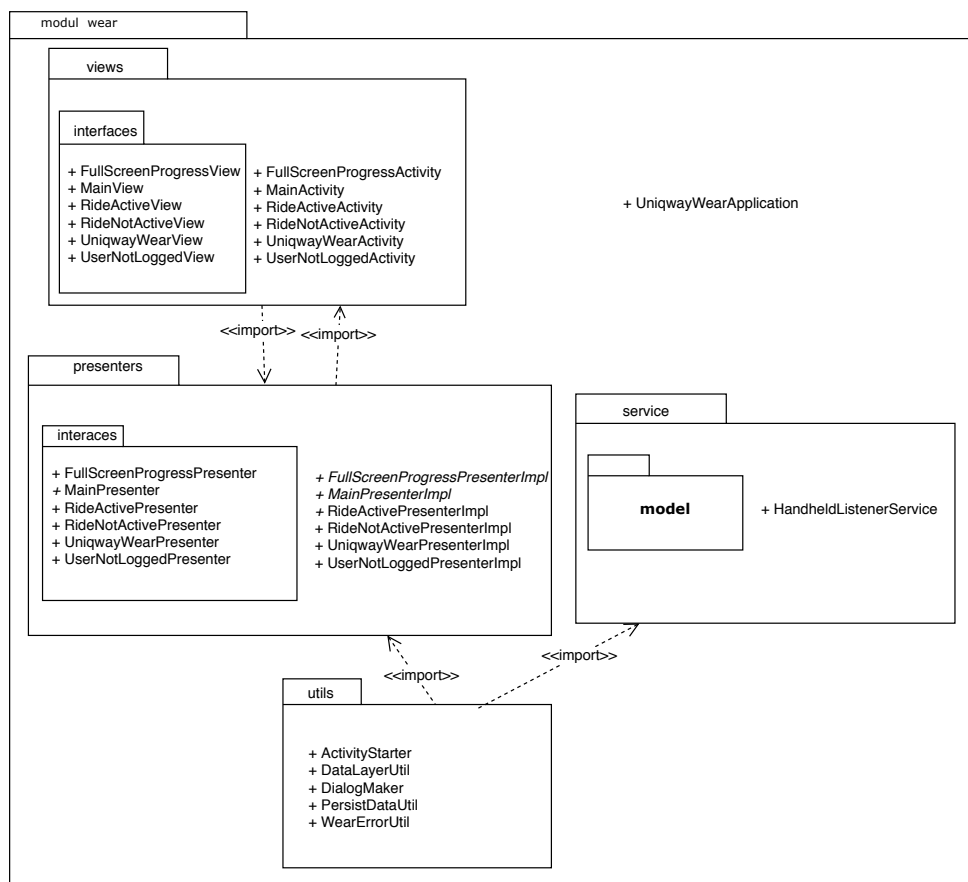 modul wear
views
interfaces
+ FullScreenProgressView
+ MainView
+ RideActiveView
+ RideNotActiveView
+ UniqwayWearView
+ UserNotLoggedView
+ FullScreenProgressActivity
+ MainActivity
+ RideActiveActivity
+ RideNotActiveActivity
+ UniqwayWearActivity
+ UserNotLoggedActivity
+ UniqwayWearApplication
<<import>>
<<import>>
presenters
interaces
+ FullScreenProgressPresenter
+ MainPresenter
+ RideActivePresenter
+ RideNotActivePresenter
+ UniqwayWearPresenter
+ UserNotLoggedPresenter
+ FullScreenProgressPresenterImpl
+ MainPresenterImpl
+ RideActivePresenterImpl
+ RideNotActivePresenterImpl
+ UniqwayWearPresenterImpl
+ UserNotLoggedPresenterImpl
service
model
+ HandheldListenerService
<<import>>
<<import>>
utils
+ ActivityStarter
+ DataLayerUtil
+ DialogMaker
+ PersistDataUtil
+ WearErrorUtil